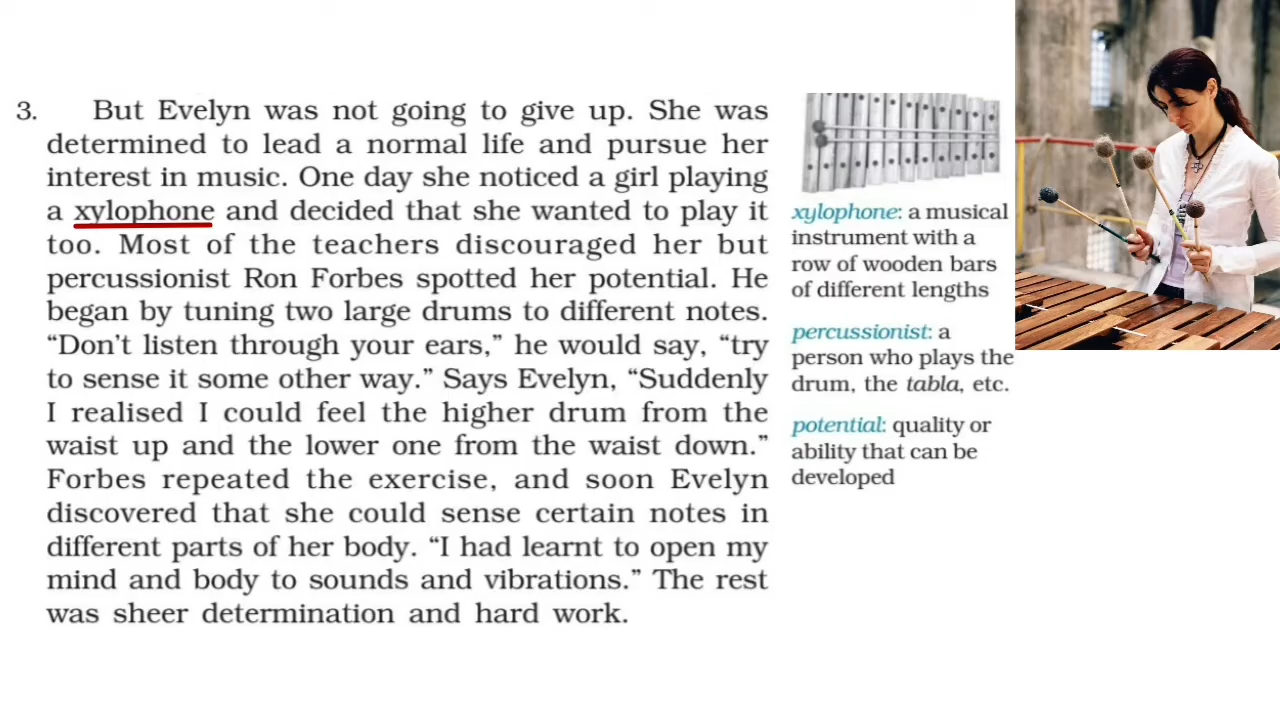 3. But Evelyn was not going to give up. She was
determined to lead a normal life and pursue her
interest in music. One day she noticed a girl playing
a xylophone and decided that she wanted to play it
too. Most of the teachers discouraged her but
percussionist Ron Forbes spotted her potential. He
began by tuning two large drums to different notes.
“Don’t listen through your ears,” he would say, “try
to sense it some other way.” Says Evelyn, “Suddenly
I realised I could feel the higher drum from the
waist up and the lower one from the waist down.”
Forbes repeated the exercise, and soon Evelyn
discovered that she could sense certain notes in
different parts of her body. “I had learnt to open my
mind and body to sounds and vibrations.” The rest
was sheer determination and hard work.
xylophone: a musical
instrument with a
row of wooden bars
of different lengths
percussionist: a
person who plays the
drum, the tabla, etc.
potential: quality or
ability that can be
developed